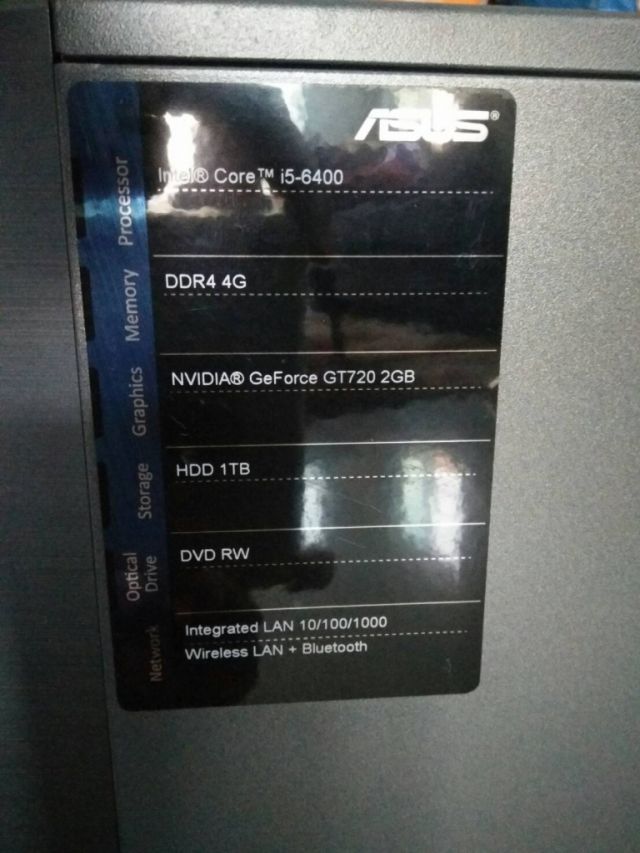 ASUS®
Processor
Intel® Core™ i5-6400
Memory
DDR4 4G
Graphics
NVIDIA® GeForce GT720 2GB
Storage
HDD 1TB
Optical
Drive
DVD RW
Network
Integrated LAN 10/100/1000
Wireless LAN + Bluetooth